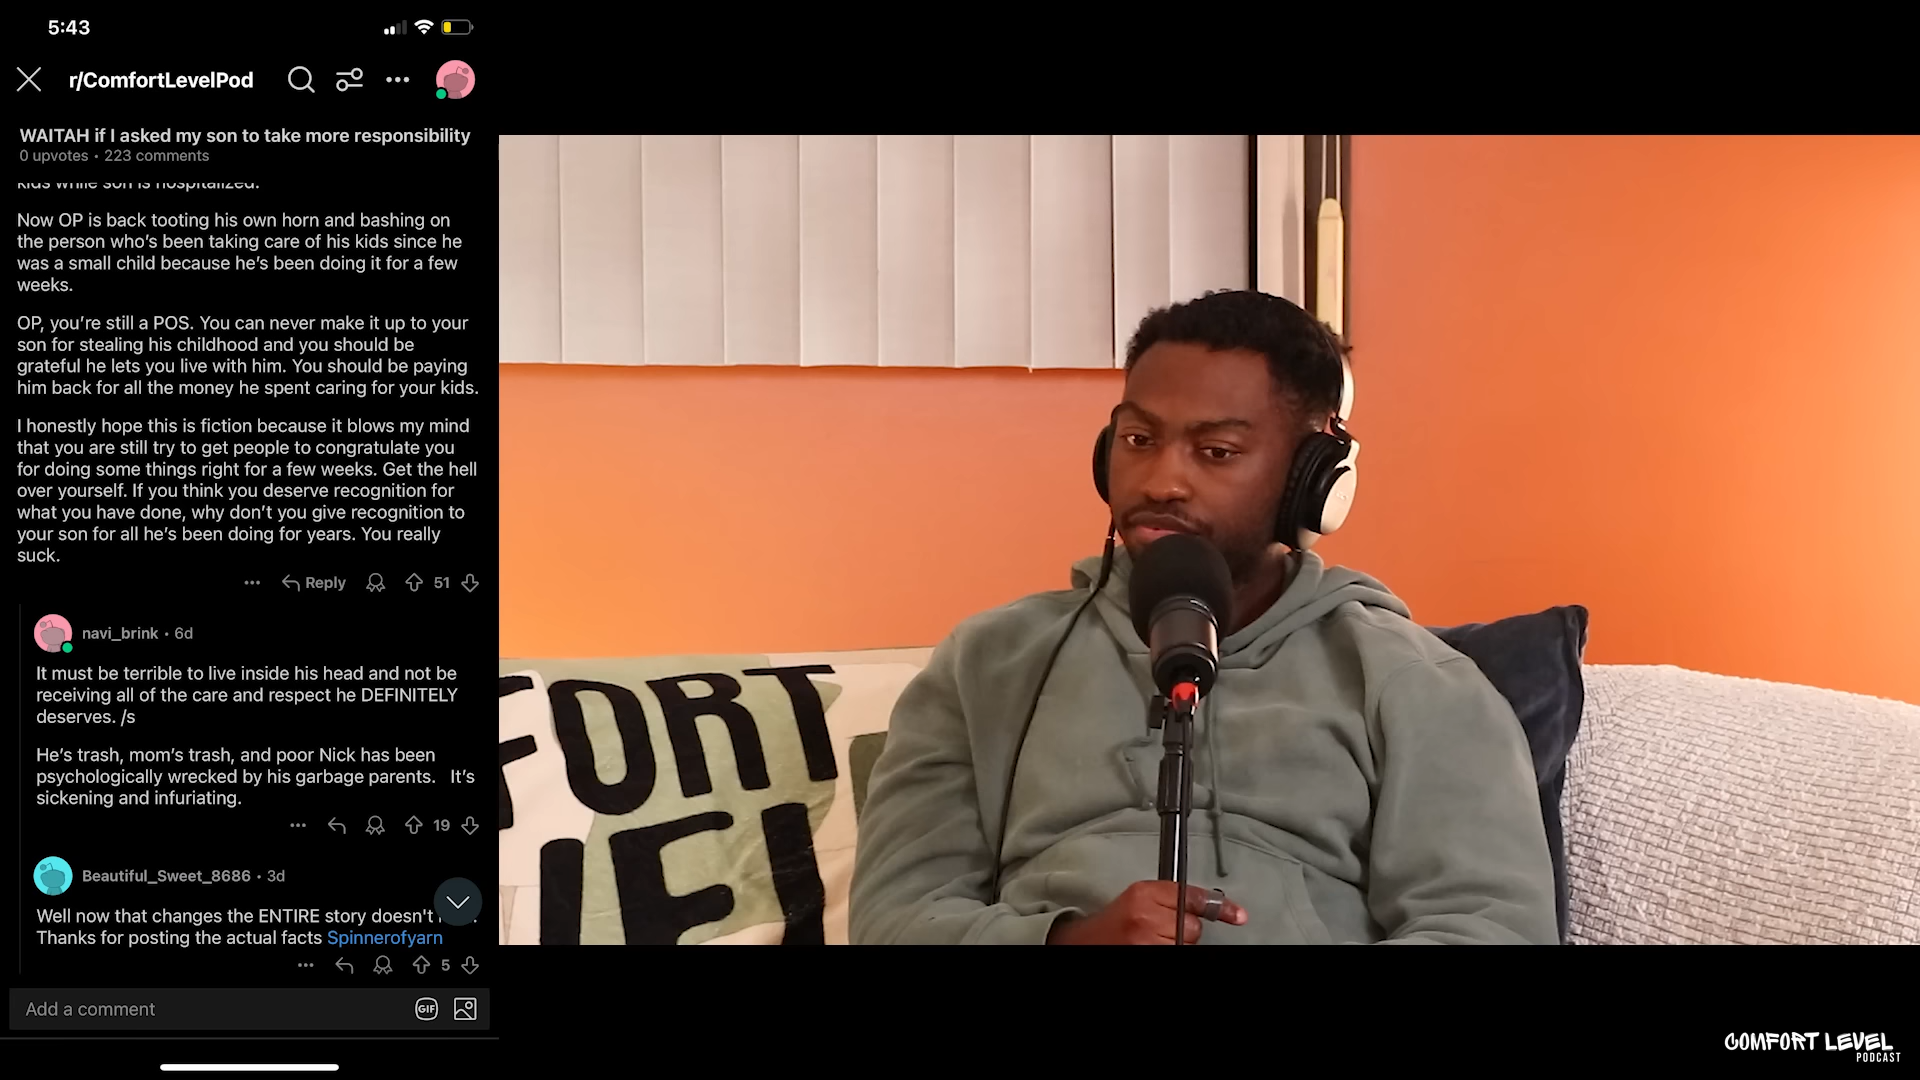 5:43
r/ComfortLevelPod
WAITAH if I asked my son to take more responsibility
0 upvotes • 223 comments
kids while son is hospitalized.
Now OP is back tooting his own horn and bashing on
the person who's been taking care of his kids since he
was a small child because he's been doing it for a few
weeks.
OP, you're still a POS. You can never make it up to your
son for stealing his childhood and you should be
grateful he lets you live with him. You should be paying
him back for all the money he spent caring for your kids.
I honestly hope this is fiction because it blows my mind
that you are still try to get people to congratulate you
for doing some things right for a few weeks. Get the hell
over yourself. If you think you deserve recognition for
what you have done, why don't you give recognition to
your son for all he's been doing for years. You really
suck.
Reply 51
navi_brink • 6d
It must be terrible to live inside his head and not be
receiving all of the care and respect he DEFINITELY
deserves. /s
He's trash, mom's trash, and poor Nick has been
psychologically wrecked by his garbage parents. It's
sickening and infuriating.
19
Beautiful_Sweet_8686 • 3d
Well now that changes the ENTIRE story doesn't
Thanks for posting the actual facts Spinnerofyarn
5
Add a comment
GIF
FORT
LEVEL
COMFORT LEVEL
PODCAST